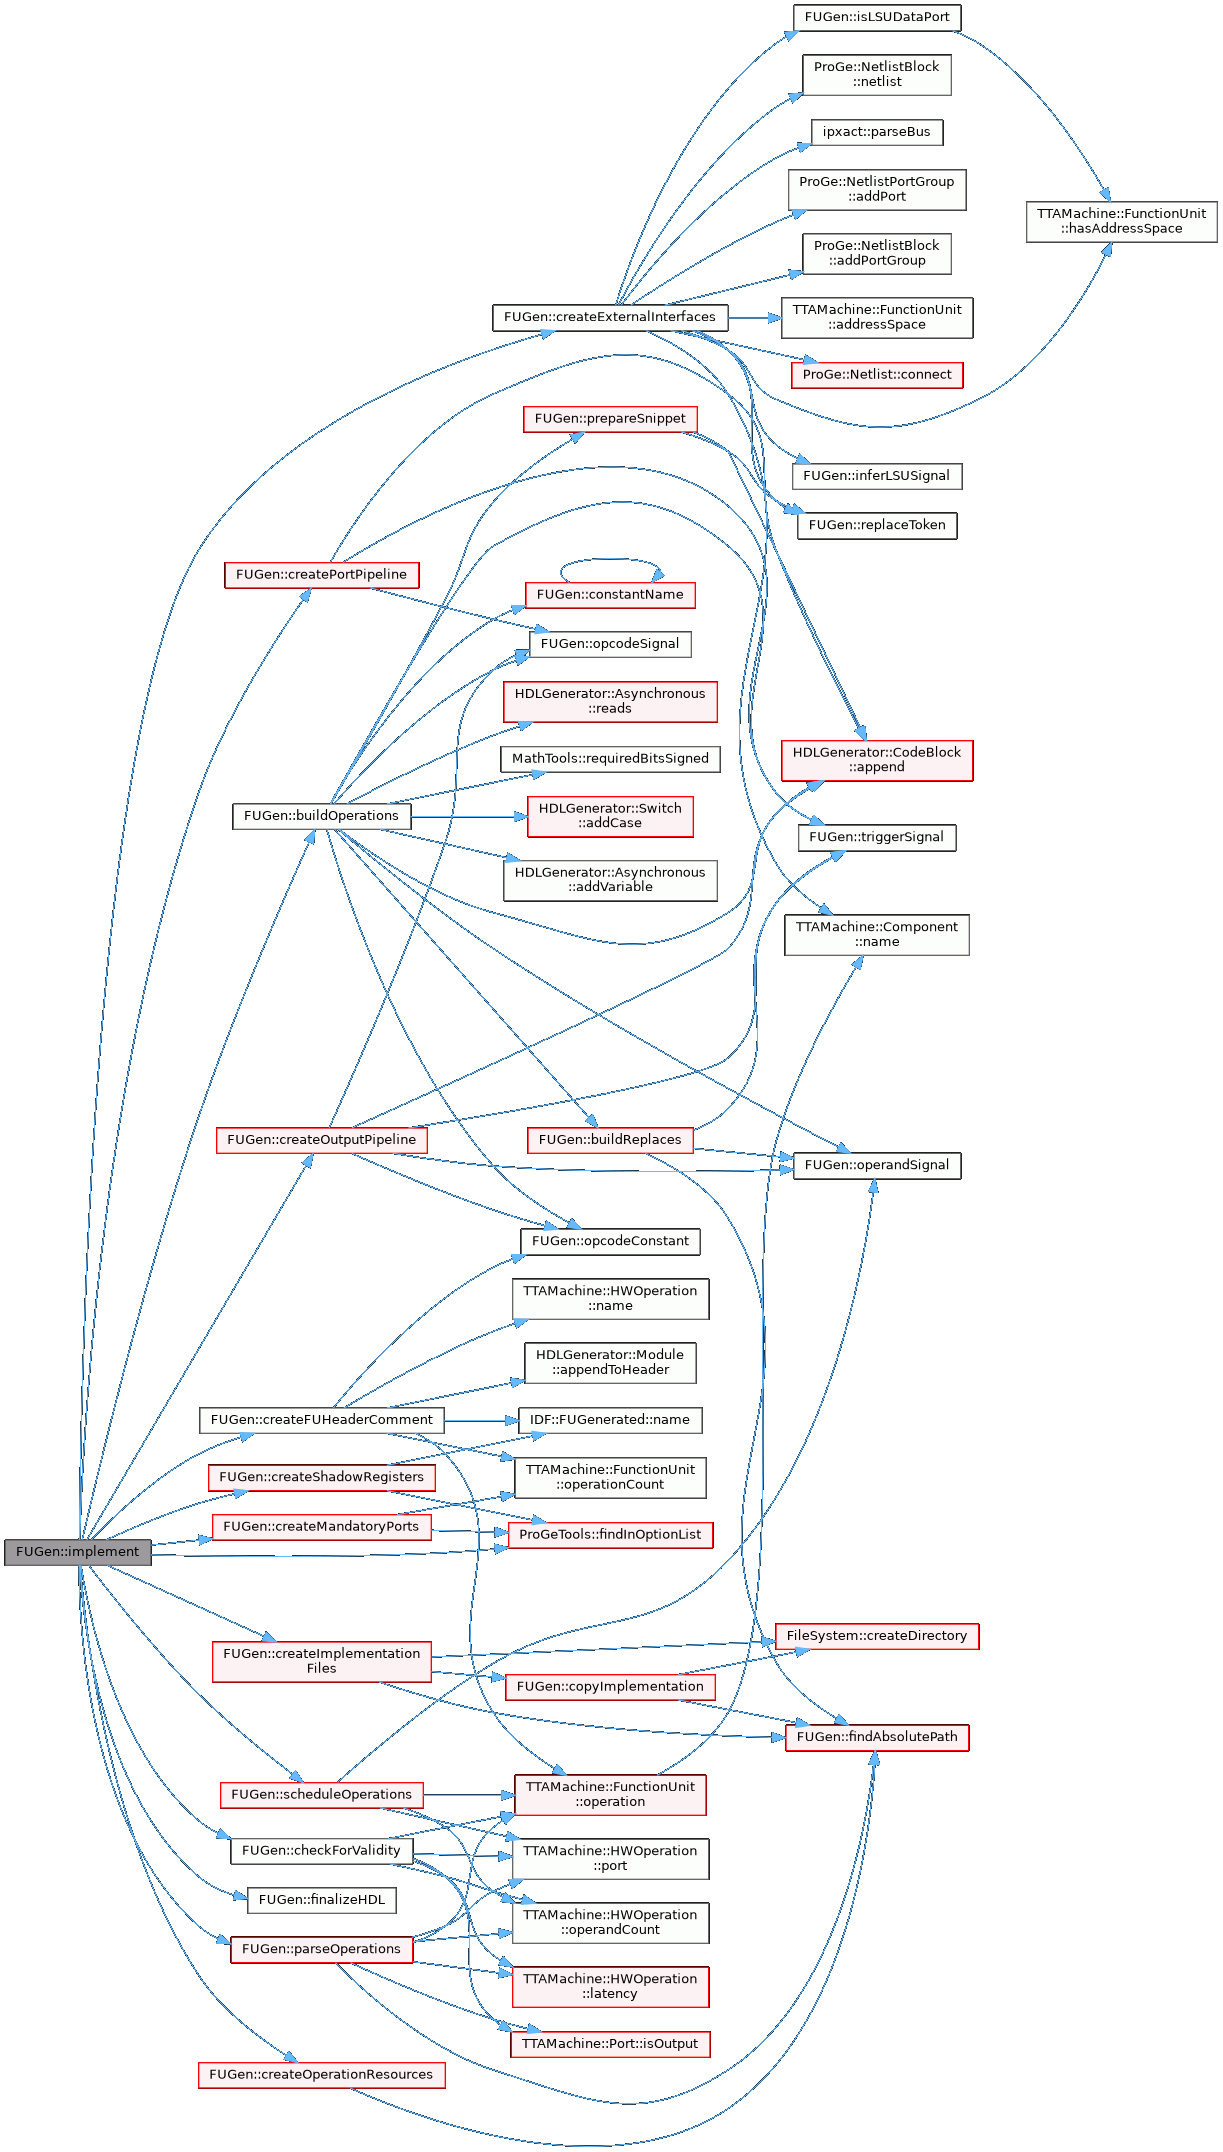 FUGen::isLSUDataPort
ProGe::NetlistBlock
::netlist
ipxact::parseBus
ProGe::NetlistPortGroup
::addPort
TTAMachine::FunctionUnit
::hasAddressSpace
ProGe::NetlistBlock
::addPortGroup
FUGen::createExternalInterfaces
TTAMachine::FunctionUnit
::addressSpace
ProGe::Netlist::connect
FUGen::prepareSnippet
FUGen::inferLSUSignal
FUGen::replaceToken
FUGen::createPortPipeline
FUGen::constantName
FUGen::opcodeSignal
HDLGenerator::Asynchronous
::reads
HDLGenerator::CodeBlock
::append
MathTools::requiredBitsSigned
FUGen::buildOperations
HDLGenerator::Switch
::addCase
FUGen::triggerSignal
HDLGenerator::Asynchronous
::addVariable
TTAMachine::Component
::name
FUGen::createOutputPipeline
FUGen::buildReplaces
FUGen::operandSignal
FUGen::opcodeConstant
TTAMachine::HWOperation
::name
HDLGenerator::Module
::appendToHeader
FUGen::createFUHeaderComment
IDF::FUGenerated::name
FUGen::createShadowRegisters
TTAMachine::FunctionUnit
::operationCount
FUGen::createMandatoryPorts
ProGeTools::findInOptionList
FUGen::implement
FUGen::createImplementation
Files
FileSystem::createDirectory
FUGen::copyImplementation
FUGen::findAbsolutePath
FUGen::scheduleOperations
TTAMachine::FunctionUnit
::operation
FUGen::checkForValidity
TTAMachine::HWOperation
::port
FUGen::finalizeHDL
TTAMachine::HWOperation
::operandCount
FUGen::parseOperations
TTAMachine::HWOperation
::latency
TTAMachine::Port::isOutput
FUGen::createOperationResources